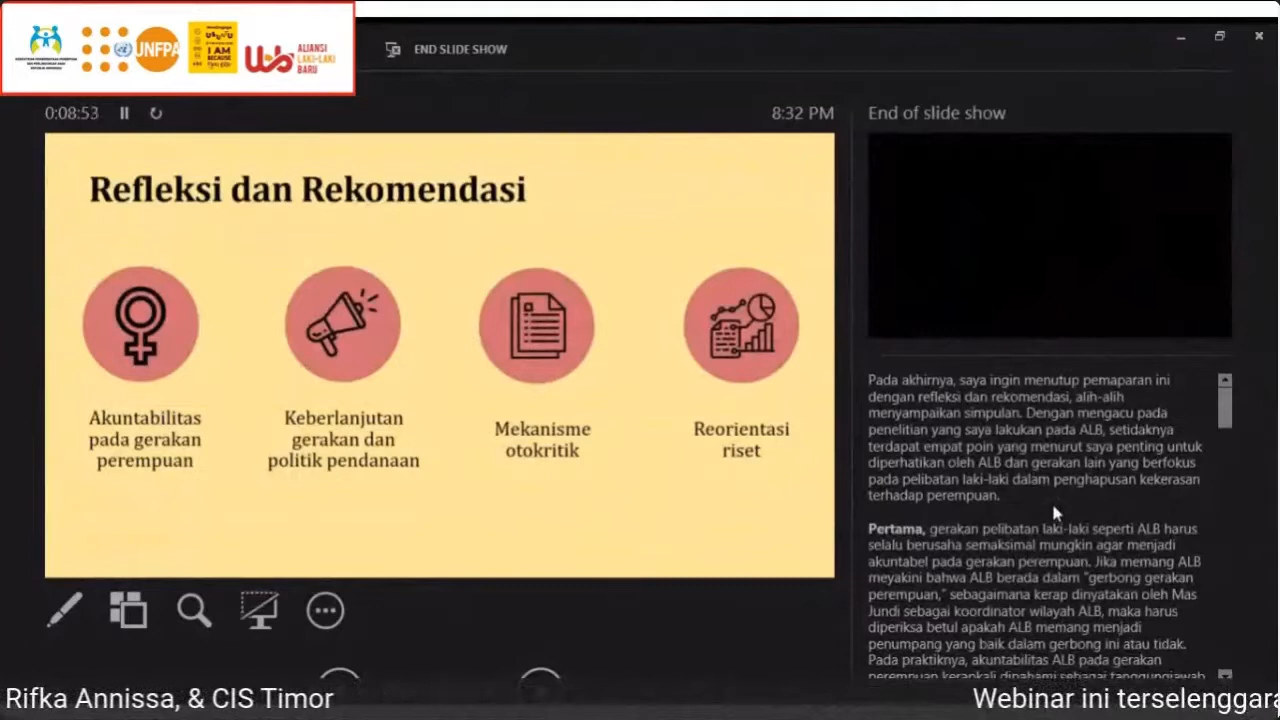 UNFPA
I AM
BECAUSE
ALIANSI
LAKI-LAKI
BARU
END SLIDE SHOW
0:08:53
8:32 PM
End of slide show
Refleksi dan Rekomendasi
Akuntabilitas
pada gerakan
perempuan
Keberlanjutan
gerakan dan
politik pendanaan
Mekanisme
otokritik
Reorientasi
riset
Pada akhirnya, saya ingin menutup pemaparan ini
dengan refleksi dan rekomendasi, alih-alih
menyampaikan simpulan. Dengan mengacu pada
penelitian yang saya lakukan pada ALB, setidaknya
terdapat empat poin yang menurut saya penting untuk
diperhatikan oleh ALB dan gerakan lain yang berfokus
pada pelibatan laki-laki dalam penghapusan kekerasan
terhadap perempuan.
Pertama, gerakan pelibatan laki-laki seperti ALB harus
selalu berusaha semaksimal mungkin agar menjadi
akuntabel pada gerakan perempuan. Jika memang ALB
meyakini bahwa ALB berada dalam "gerbong gerakan
perempuan," sebagaimana kerap dinyatakan oleh Mas
Jundi sebagai koordinator wilayah ALB, maka harus
diperiksa betul apakah ALB memang menjadi
penumpang yang baik dalam gerbong ini atau tidak.
Pada praktiknya, akuntabilitas ALB pada gerakan
perempuan kerapkali dipahami sebagai tanggungjawab
Rifka Annissa, & CIS Timor
Webinar ini terselenggara